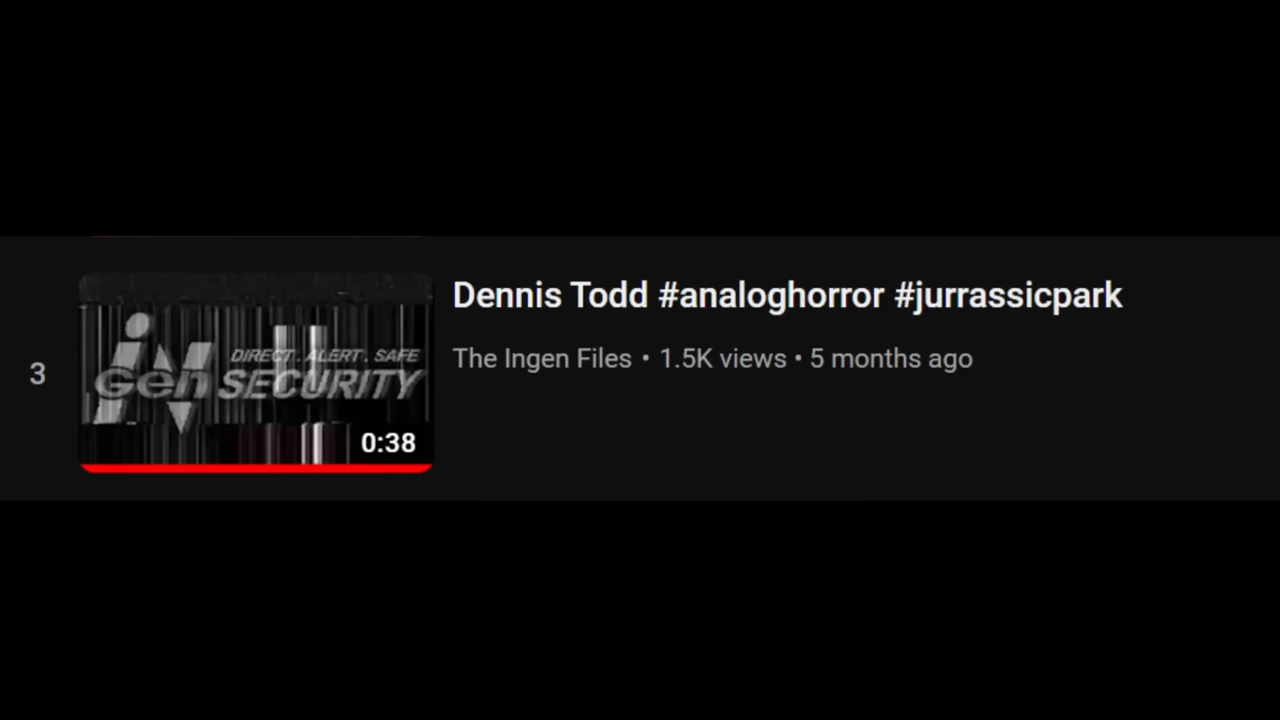 Dennis Todd #analoghorror #jurrassicpark
The Ingen Files • 1.5K views • 5 months ago
3
inGen
DIRECT . ALERT . SAFE
SECURITY
0:38